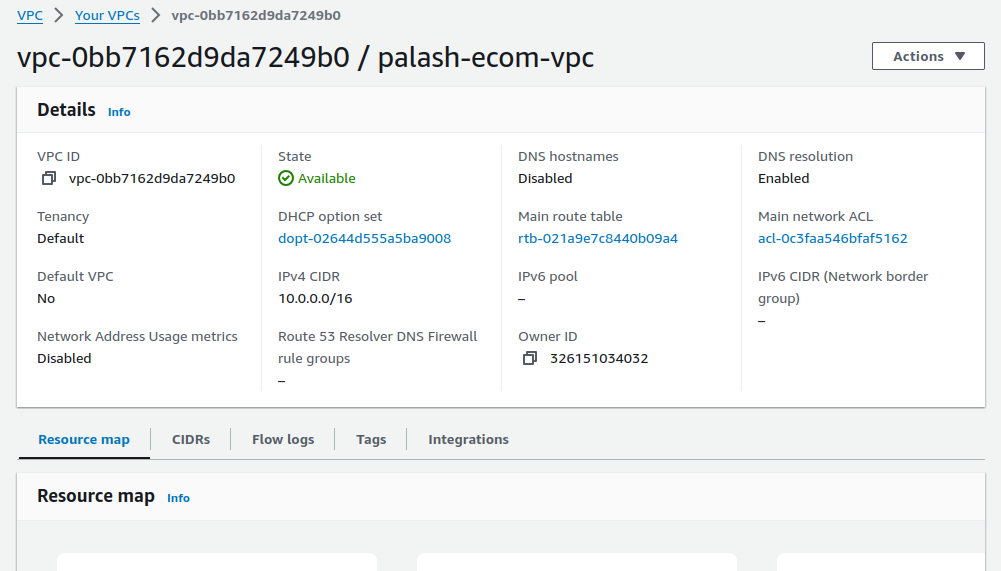 VPC > Your VPCs > vpc-0bb7162d9da7249b0
vpc-0bb7162d9da7249b0 / palash-ecom-vpc
Actions ▼
Details Info
VPC ID
vpc-0bb7162d9da7249b0
State
Available
DNS hostnames
Disabled
DNS resolution
Enabled
Tenancy
Default
DHCP option set
dopt-02644d555a5ba9008
Main route table
rtb-021a9e7c8440b09a4
Main network ACL
acl-0c3faa546bfaf5162
Default VPC
No
IPv4 CIDR
10.0.0.0/16
IPv6 pool
–
IPv6 CIDR (Network border
group)
–
Network Address Usage metrics
Disabled
Route 53 Resolver DNS Firewall
rule groups
–
Owner ID
326151034032
Resource map
CIDRs
Flow logs
Tags
Integrations
Resource map Info